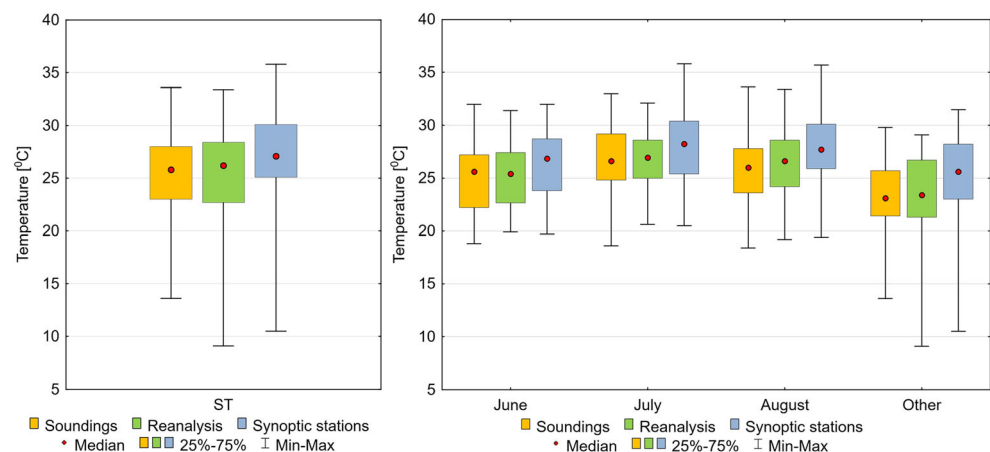 40
35
30
25
20
15
10
5
Temperature [⁰C]
ST
Soundings Reanalysis Synoptic stations
Median 25%-75% Min-Max
40
35
30
25
20
15
10
5
Temperature [⁰C]
June July August Other
Soundings Reanalysis Synoptic stations
Median 25%-75% Min-Max